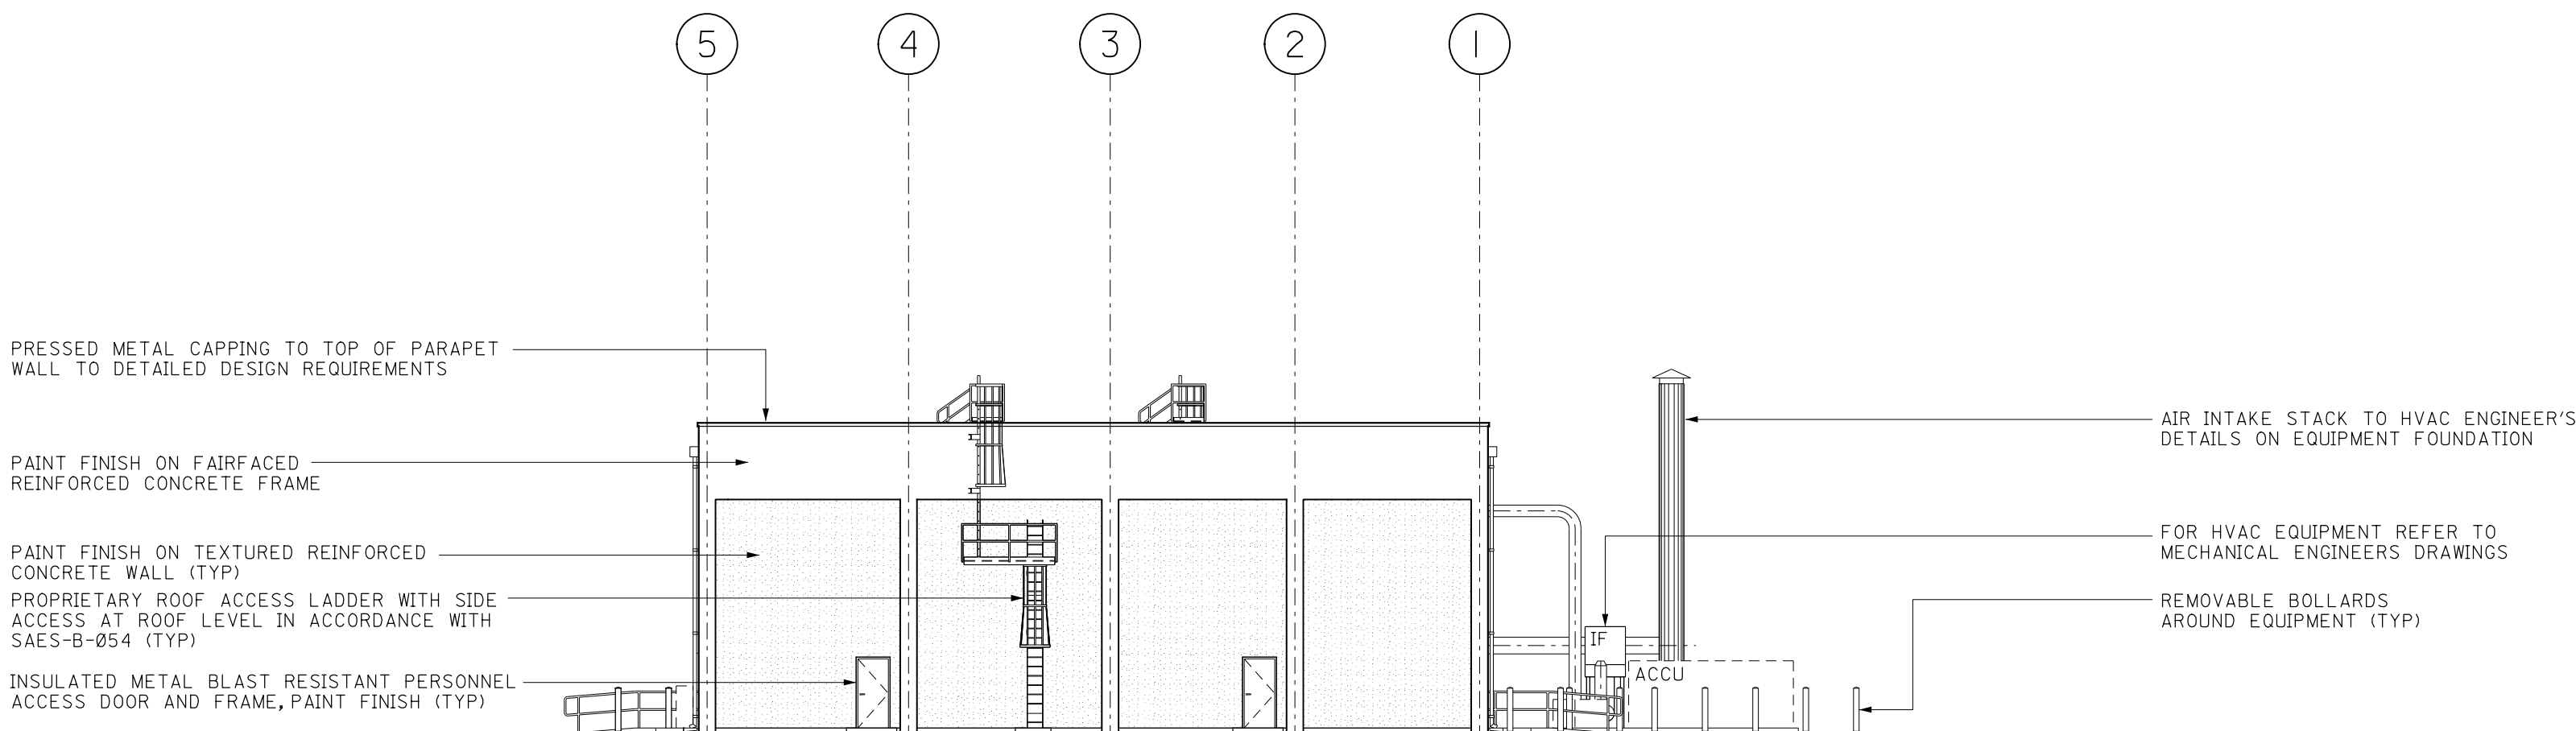 5 4 3 2 1
PRESSED METAL CAPPING TO TOP OF PARAPET
WALL TO DETAILED DESIGN REQUIREMENTS
PAINT FINISH ON FAIRFACED
REINFORCED CONCRETE FRAME
PAINT FINISH ON TEXTURED REINFORCED
CONCRETE WALL (TYP)
PROPRIETARY ROOF ACCESS LADDER WITH SIDE
ACCESS AT ROOF LEVEL IN ACCORDANCE WITH
SAES-B-Ø54 (TYP)
INSULATED METAL BLAST RESISTANT PERSONNEL
ACCESS DOOR AND FRAME, PAINT FINISH (TYP)
IF
ACCU
AIR INTAKE STACK TO HVAC ENGINEER'S
DETAILS ON EQUIPMENT FOUNDATION
FOR HVAC EQUIPMENT REFER TO
MECHANICAL ENGINEERS DRAWINGS
REMOVABLE BOLLARDS
AROUND EQUIPMENT (TYP)